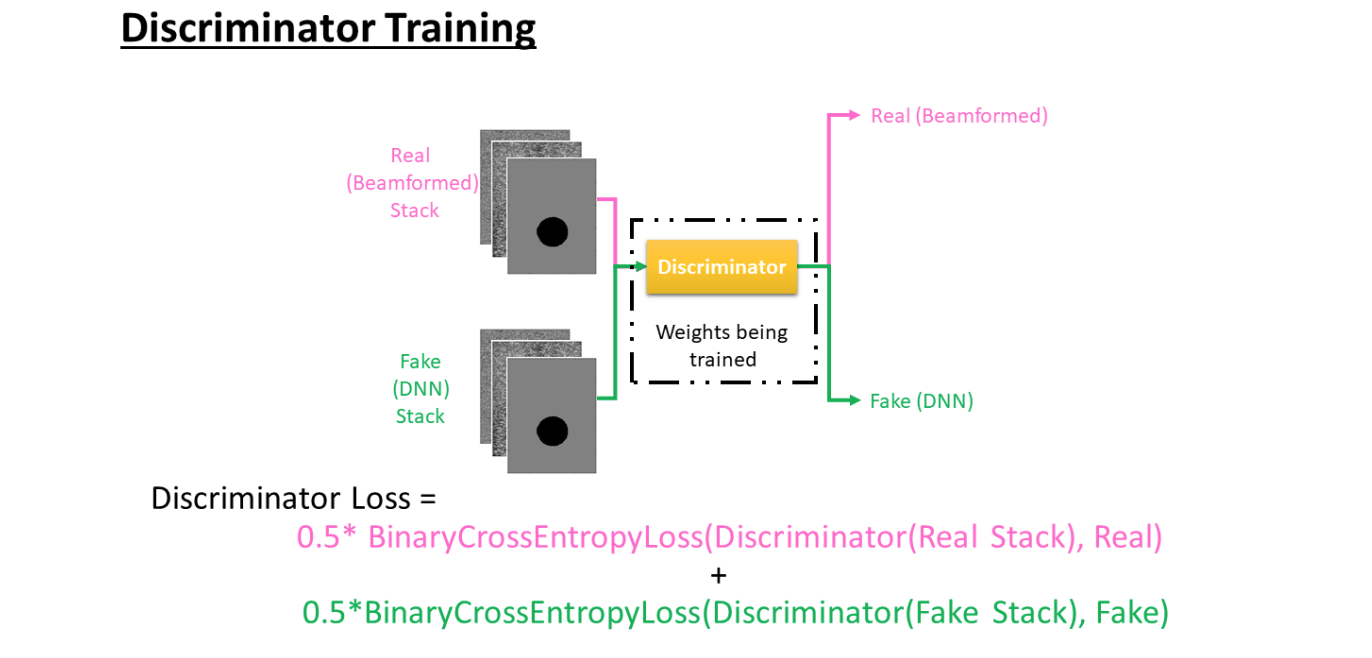 Discriminator Training
Real (Beamformed)
Real
(Beamformed)
Stack
Discriminator
Weights being
trained
Fake
(DNN)
Stack
Fake (DNN)
Discriminator Loss =
0.5* BinaryCrossEntropyLoss(Discriminator(Real Stack), Real)
+
0.5*BinaryCrossEntropyLoss(Discriminator(Fake Stack), Fake)